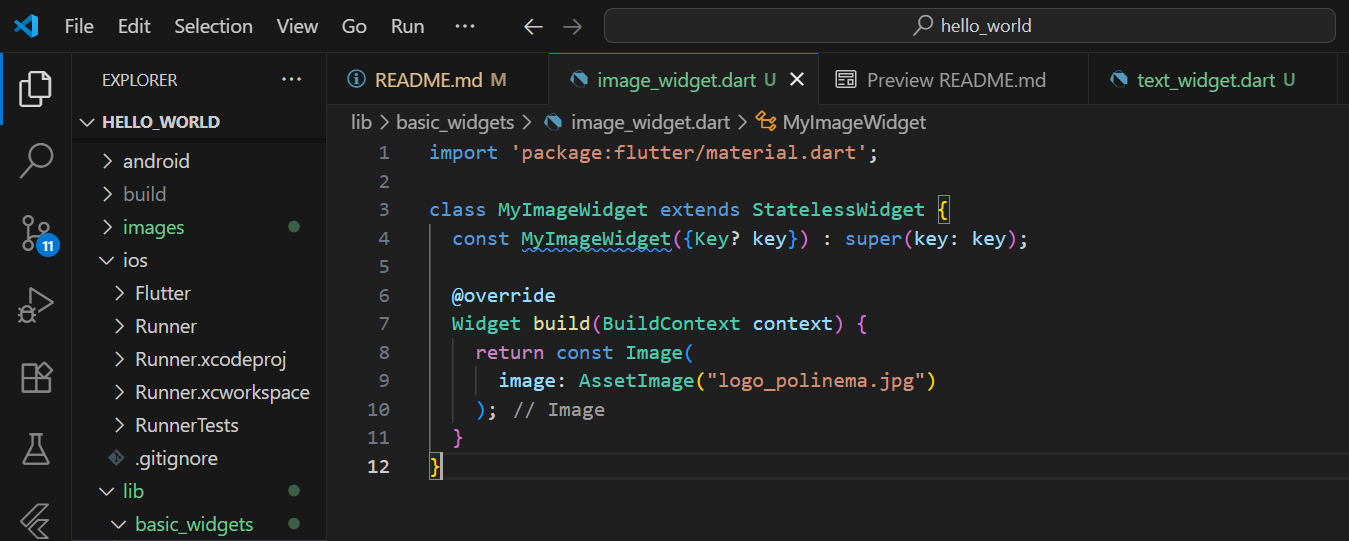 File Edit Selection View Go Run ··· hello_world
EXPLORER ···
HELLO_WORLD
android
build
images
ios
Flutter
Runner
Runner.xcodeproj
Runner.xcworkspace
RunnerTests
.gitignore
lib
basic_widgets
11
README.md M image_widget.dart U Preview README.md text_widget.dart U
lib > basic_widgets > image_widget.dart > MyImageWidget
1 import 'package:flutter/material.dart';
2
3 class MyImageWidget extends StatelessWidget {
4 const MyImageWidget({Key? key}) : super(key: key);
5
6 @override
7 Widget build(BuildContext context) {
8 return const Image(
9 image: AssetImage("logo_polinema.jpg")
10 ); // Image
11 }
12 }